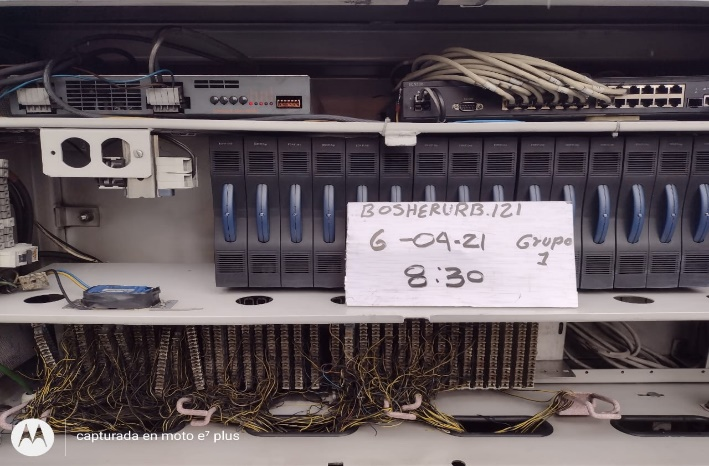 BOSHERURB.121
6-04-21 Grupo
1
8:30
capturada en moto e⁷ plus